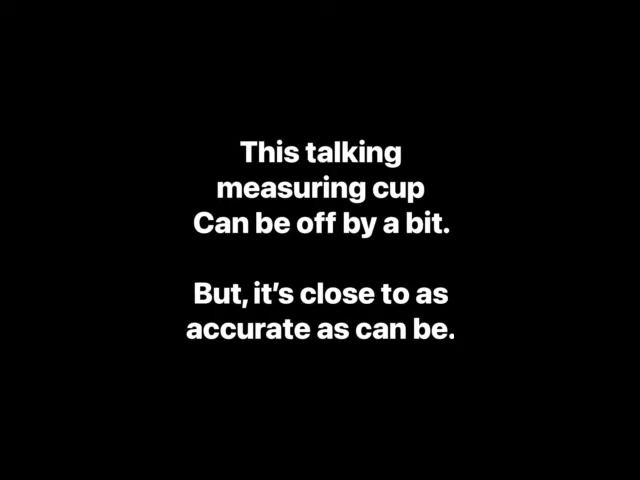 This talking
measuring cup
Can be off by a bit.
But, it's close to as
accurate as can be.